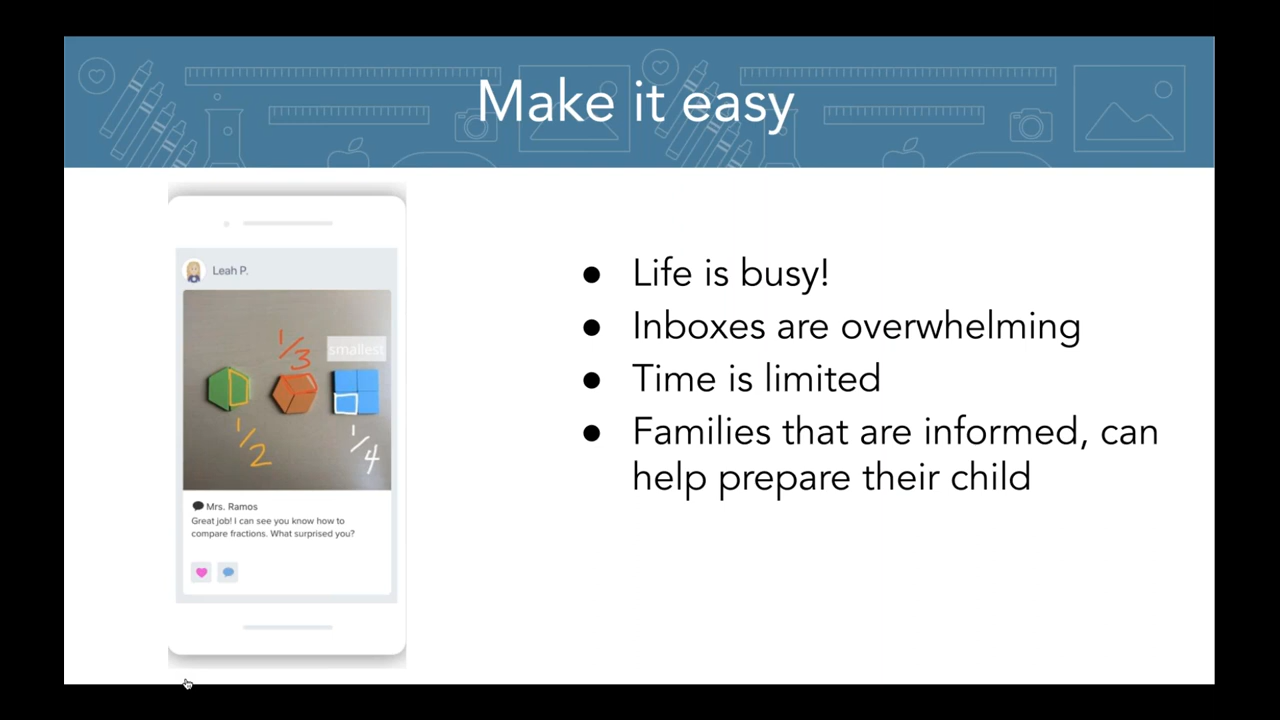 Make it easy
Leah P.
1/3
smallest
1/2
1/4
Mrs. Ramos
Great job! I can see you know how to
compare fractions. What surprised you?
● Life is busy!
● Inboxes are overwhelming
● Time is limited
● Families that are informed, can
help prepare their child